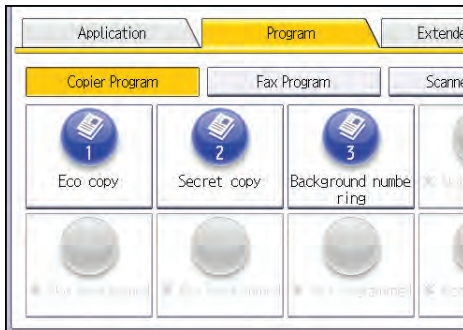 Application
Program
Extende
Copier Program
Fax Program
Scanne
1
2
3
Eco copy
Secret copy
Background numbe
ring